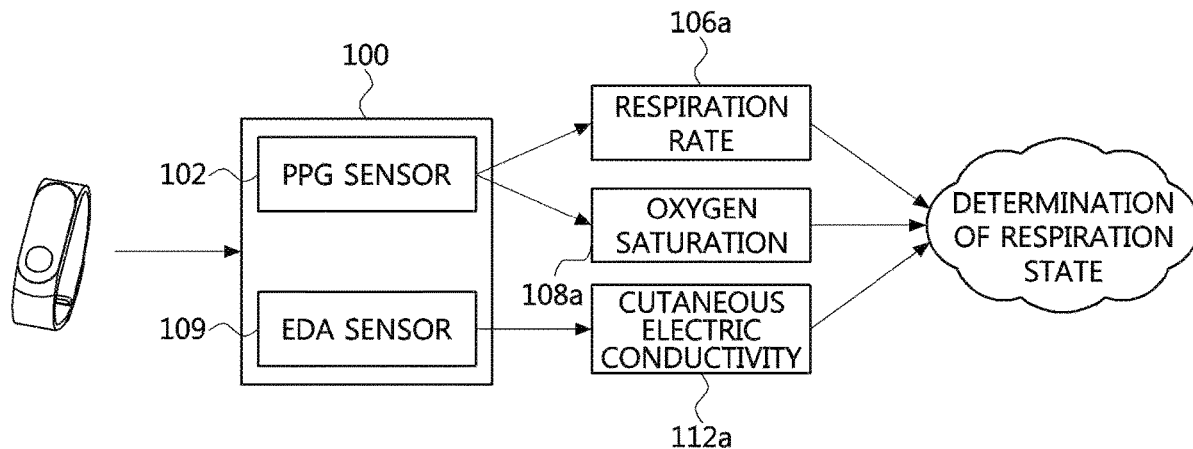 100
106a
RESPIRATION
RATE
102
PPG SENSOR
OXYGEN
SATURATION
108a
DETERMINATION
OF RESPIRATION
STATE
109
EDA SENSOR
CUTANEOUS
ELECTRIC
CONDUCTIVITY
112a